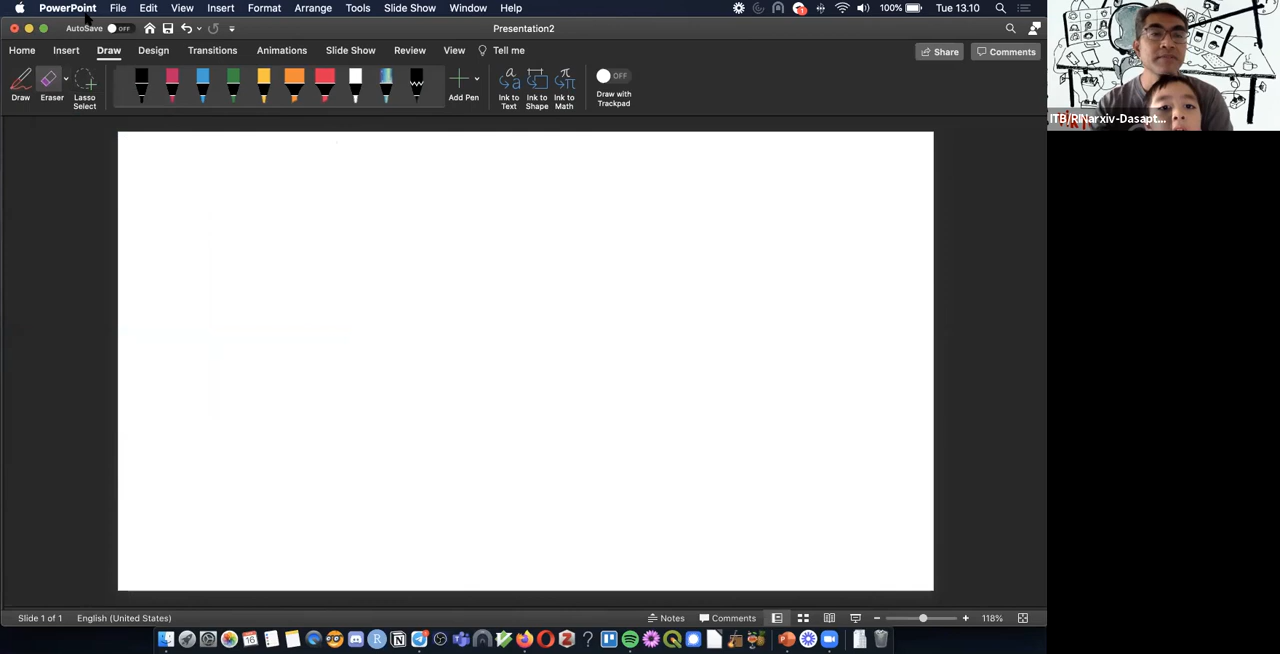 PowerPoint File Edit View Insert Format Arrange Tools Slide Show Window Help 100% Tue 13.10
AutoSave OFF Presentation2
Home Insert Draw Design Transitions Animations Slide Show Review View Tell me Share Comments
Draw Eraser Lasso Select Add Pen Ink to Text Ink to Shape Ink to Math OFF Draw with Trackpad
ITB/RINarxiv-Dasapt...
Slide 1 of 1 English (United States) Notes Comments 118%